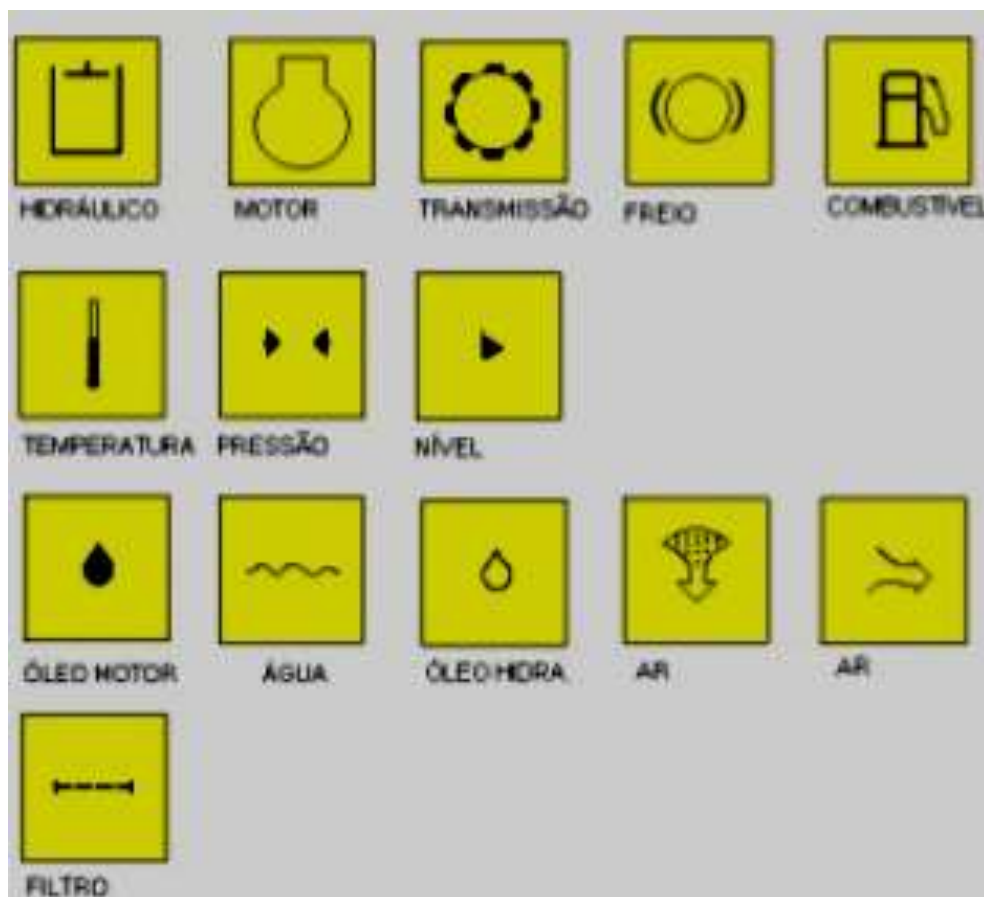 HIDRÁULICO
MOTOR
TRANSMISSÃO
FREIO
COMBUSTÍVEL
TEMPERATURA
PRESSÃO
NÍVEL
ÓLEO MOTOR
ÁGUA
ÓLEO HIDRA
AR
AR
FILTRO